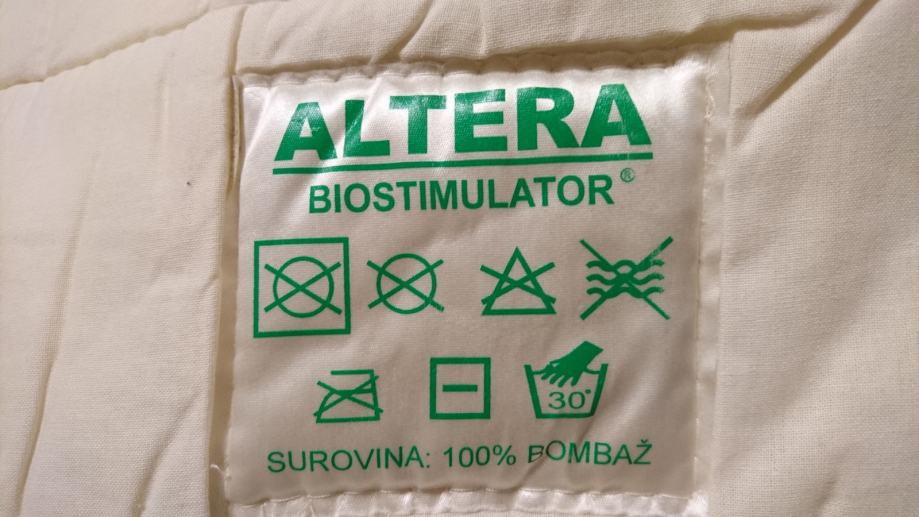 ALTERA
BIOSTIMULATOR®
30°
SUROVINA: 100% BOMBAŽ